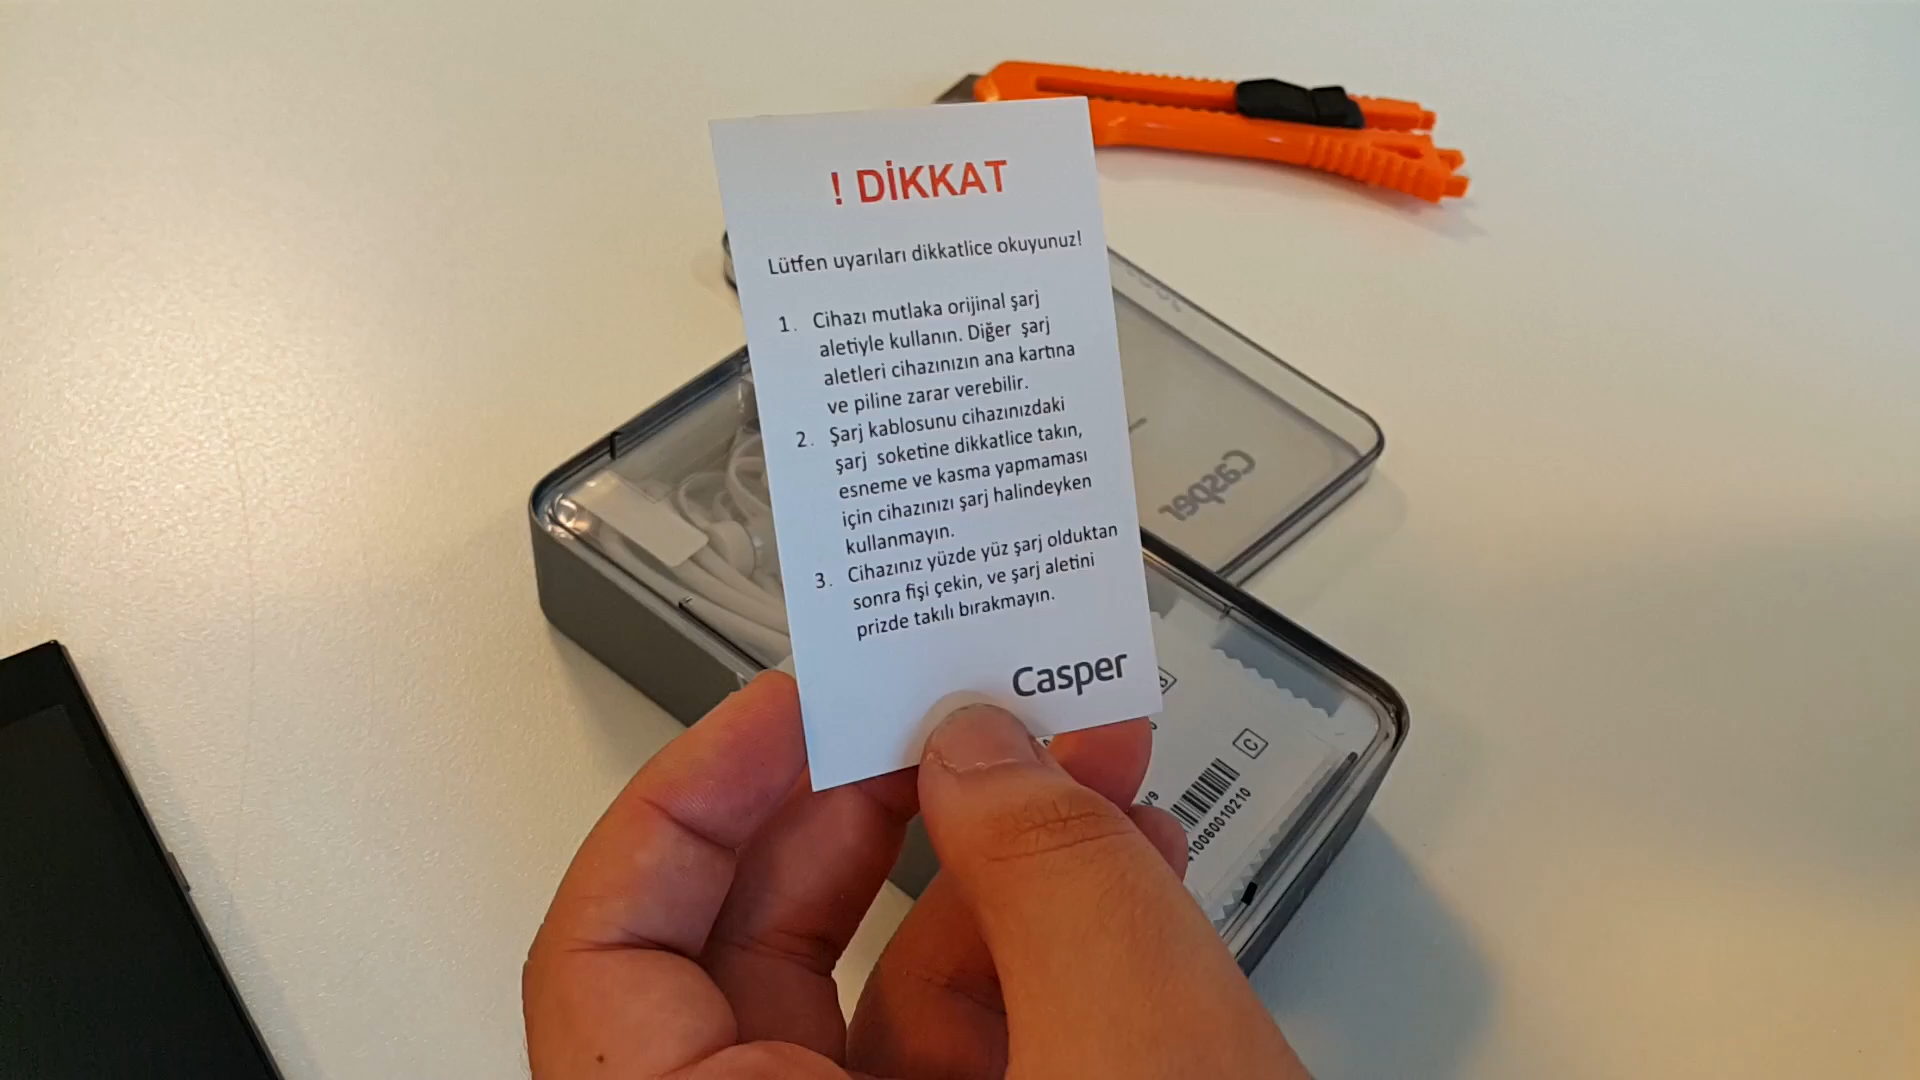 ! DİKKAT
Lütfen uyarıları dikkatlice okuyunuz!
1. Cihazı mutlaka orijinal şarj
aletiyle kullanın. Diğer şarj
aletleri cihazınızın ana kartına
ve piline zarar verebilir.
2. Şarj kablosunu cihazınızdaki
şarj soketine dikkatlice takın,
esneme ve kasma yapmaması
için cihazınızı şarj halindeyken
kullanmayın.
3. Cihazınız yüzde yüz şarj olduktan
sonra fişi çekin, ve şarj aletini
prizde takılı bırakmayın.
Casper
Casper
C